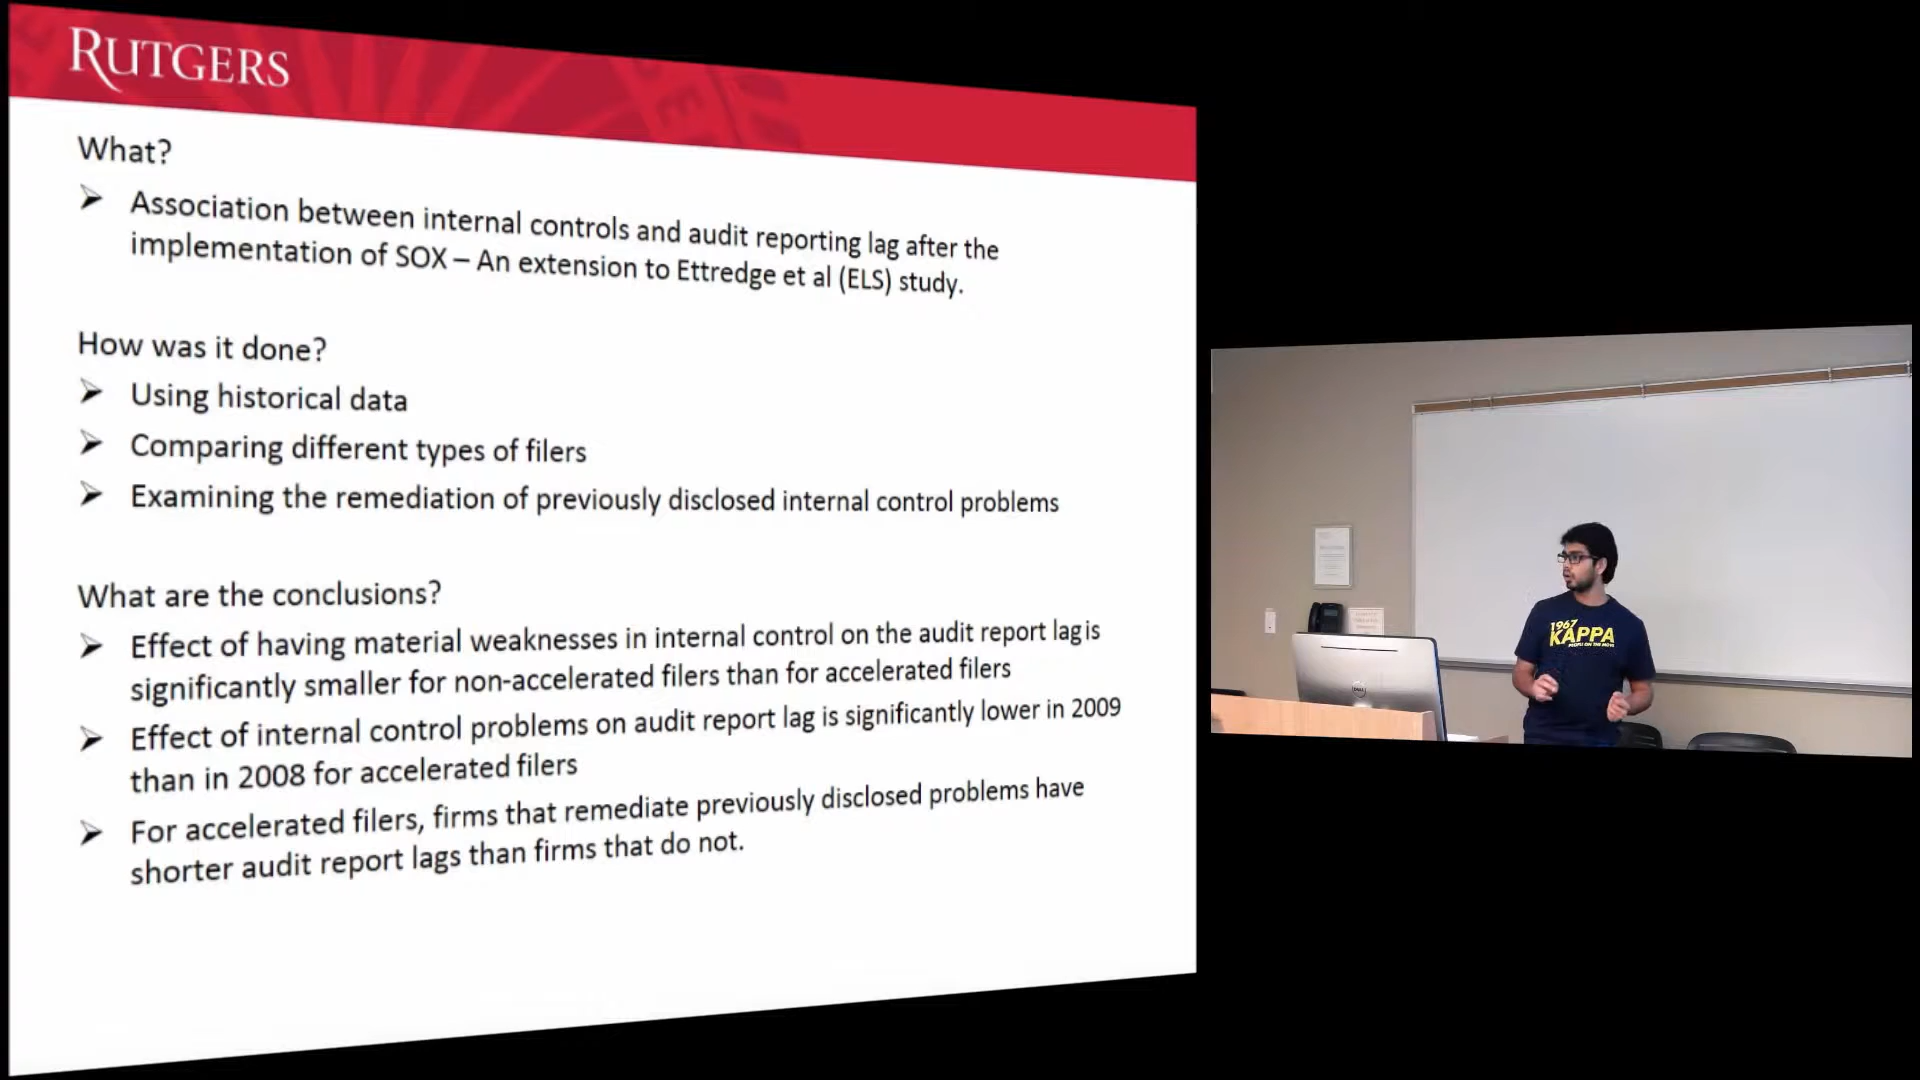 RUTGERS
What?
Association between internal controls and audit reporting lag after the
implementation of SOX – An extension to Ettredge et al (ELS) study.
How was it done?
Using historical data
Comparing different types of filers
Examining the remediation of previously disclosed internal control problems
What are the conclusions?
Effect of having material weaknesses in internal control on the audit report lag is
significantly smaller for non-accelerated filers than for accelerated filers
Effect of internal control problems on audit report lag is significantly lower in 2009
than in 2008 for accelerated filers
For accelerated filers, firms that remediate previously disclosed problems have
shorter audit report lags than firms that do not.
1967
KAPPA
PEOPLE ON THE MOVE
DELL